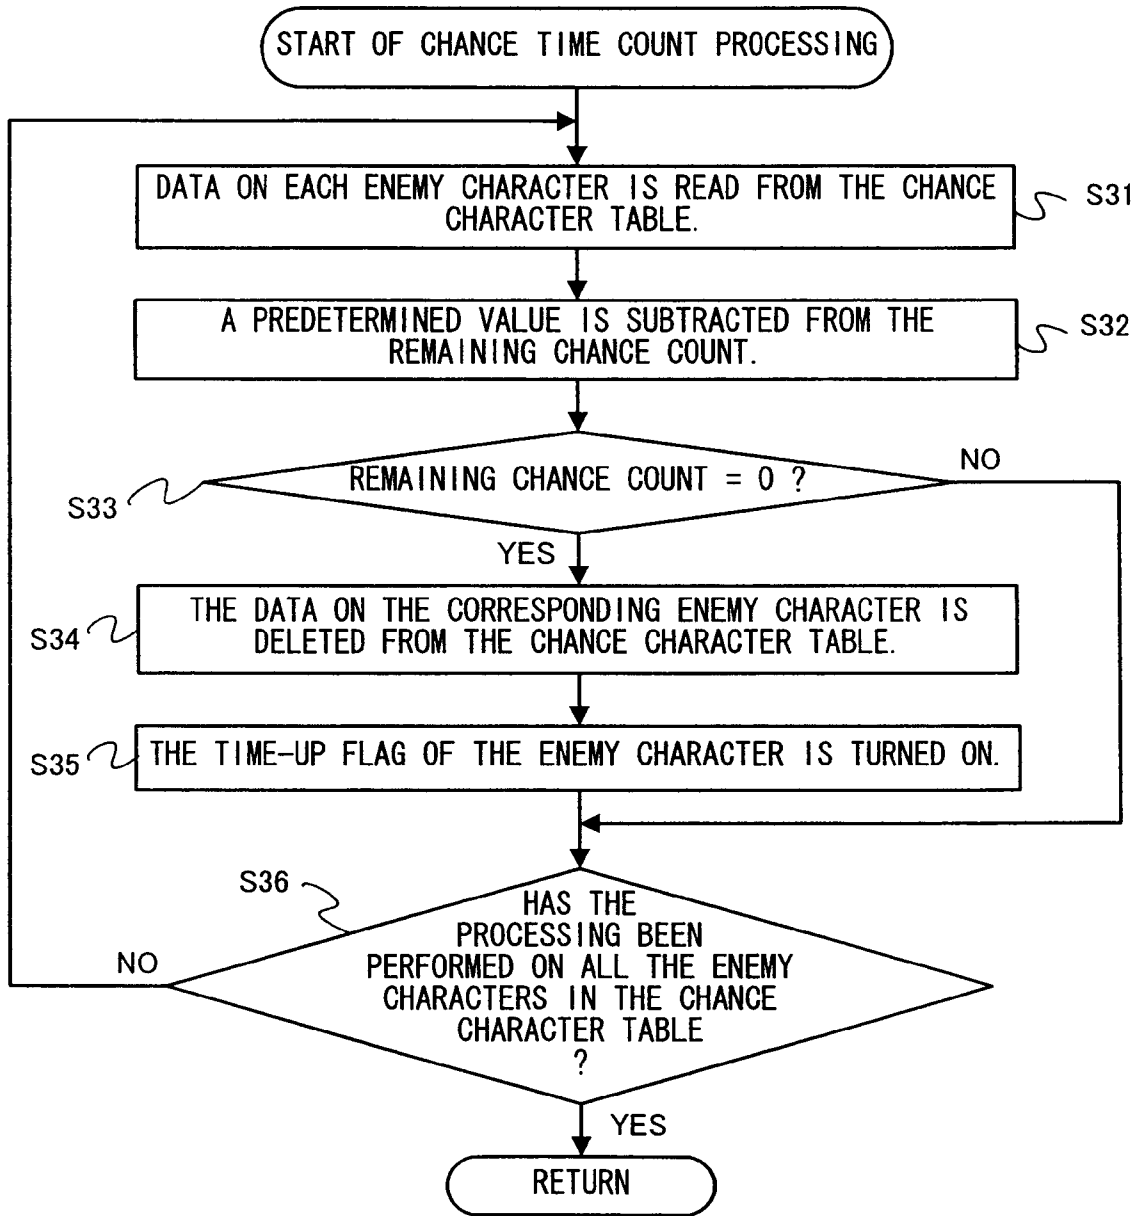 START OF CHANCE TIME COUNT PROCESSING
DATA ON EACH ENEMY CHARACTER IS READ FROM THE CHANCE
CHARACTER TABLE.
S31
A PREDETERMINED VALUE IS SUBTRACTED FROM THE
REMAINING CHANCE COUNT.
S32
REMAINING CHANCE COUNT = 0 ?
NO
S33
YES
THE DATA ON THE CORRESPONDING ENEMY CHARACTER IS
DELETED FROM THE CHANCE CHARACTER TABLE.
S34
THE TIME-UP FLAG OF THE ENEMY CHARACTER IS TURNED ON.
S35
S36
HAS THE
PROCESSING BEEN
PERFORMED ON ALL THE ENEMY
CHARACTERS IN THE CHANCE
CHARACTER TABLE
?
NO
YES
RETURN